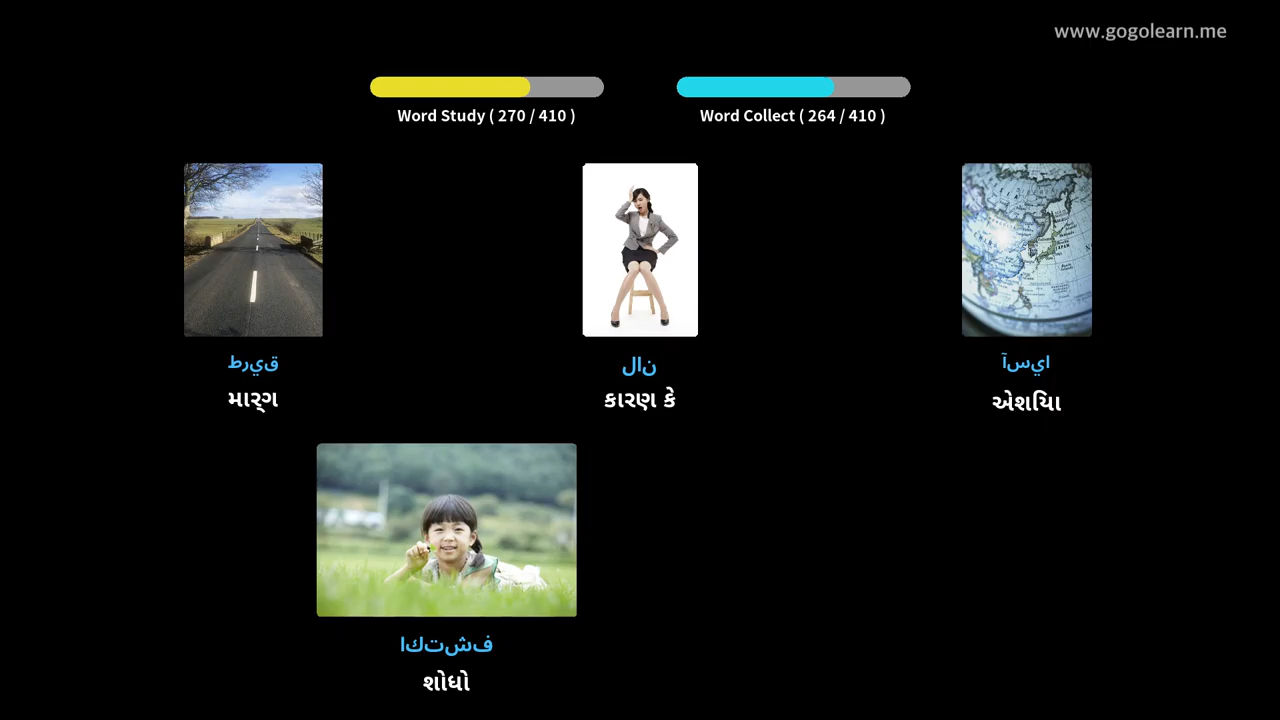 www.gogolearn.me
Word Study ( 270 / 410 )
Word Collect ( 264 / 410 )
طريق
માર્ગ
لان
કારણ કે
آسيا
એશિયા
اكتشف
શોધો